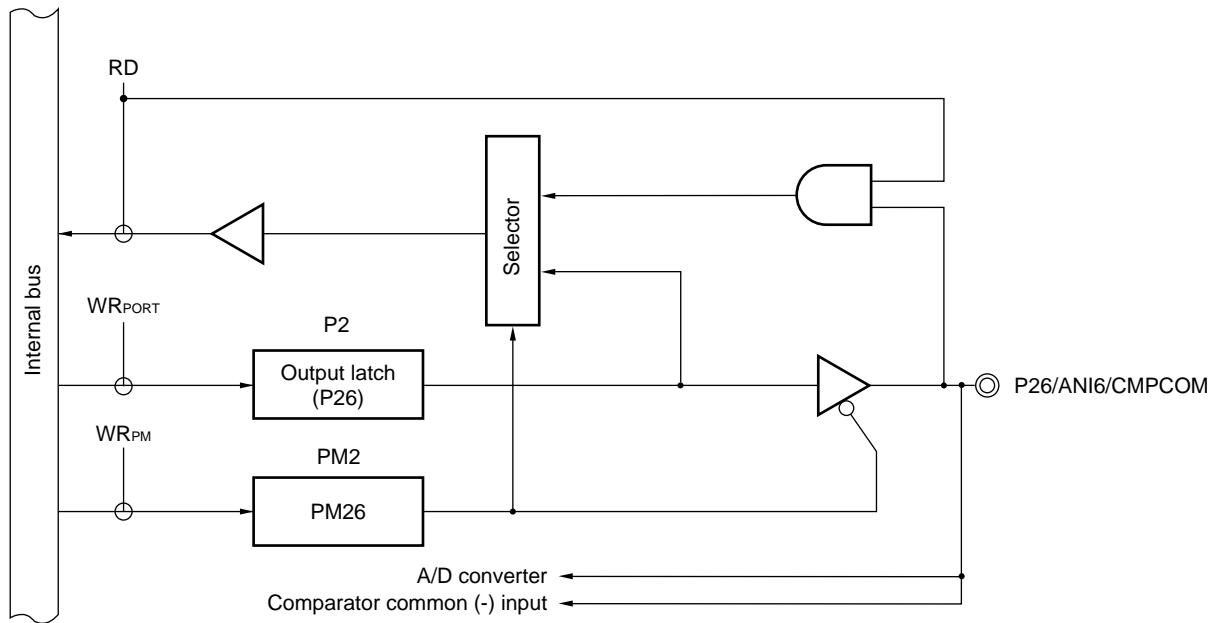 RD
Internal bus
Selector
WRPORT
P2
Output latch
(P26)
P26/ANI6/CMPCOM
WRPM
PM2
PM26
A/D converter
Comparator common (-) input